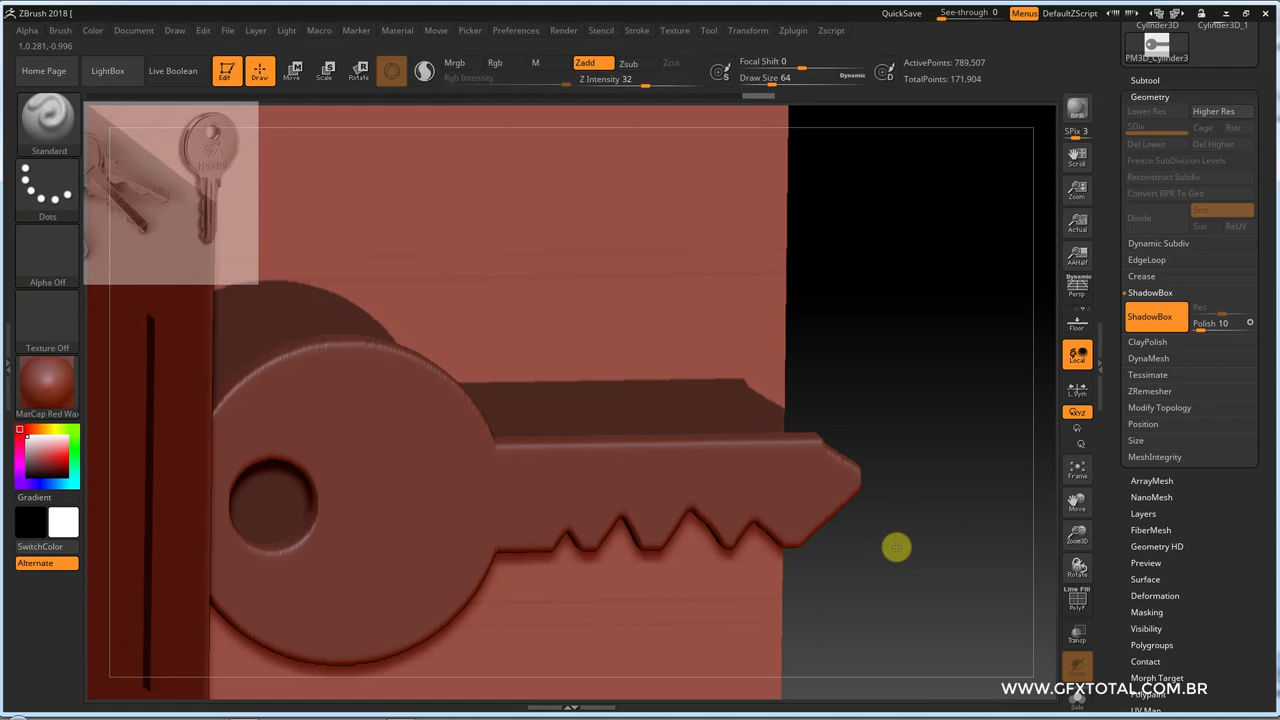 ZBrush 2018 [
QuickSave
See-through 0
Menus
DefaultZScript
Alpha Brush Color Document Draw Edit File Layer Light Macro Marker Material Movie Picker Preferences Render Stencil Stroke Texture Tool Transform Zplugin Zscript
1,0.281,-0.996
Home Page
LightBox
Live Boolean
Edit
Draw
Move
Scale
Rotate
Mrgb Rgb M
Rgb Intensity
Zadd Zsub Zcut
Z Intensity 32
S
Focal Shift 0
Draw Size 64
Dynamic
D
ActivePoints: 789,507
TotalPoints: 171,904
Standard
Dots
Alpha Off
Texture Off
MatCap Red Wax
Gradient
SwitchColor
Alternate
BPR
SPix 3
Scroll
Zoom
Actual
AAHalf
Dynamic
Persp
Floor
Local
L.Sym
Frame
Move
Zoom3D
Rotate
Line Fill
PolyF
Transp
Solo
Cylinder3D Cylinder3D_1
PM3D_Cylinder3
Subtool
Geometry
Lower Res Higher Res
SDiv Cage Rstr
Del Lower Del Higher
Freeze SubDivision Levels
Reconstruct Subdiv
Convert BPR To Geo
Divide Smt
Suv ReUV
Dynamic Subdiv
EdgeLoop
Crease
ShadowBox
ShadowBox Res
Polish 10
ClayPolish
DynaMesh
Tessimate
ZRemesher
Modify Topology
Position
Size
MeshIntegrity
ArrayMesh
NanoMesh
Layers
FiberMesh
Geometry HD
Preview
Surface
Deformation
Masking
Visibility
Polygroups
Contact
Morph Target
Polypaint
UV Map
WWW.GFXTOTAL.COM.BR